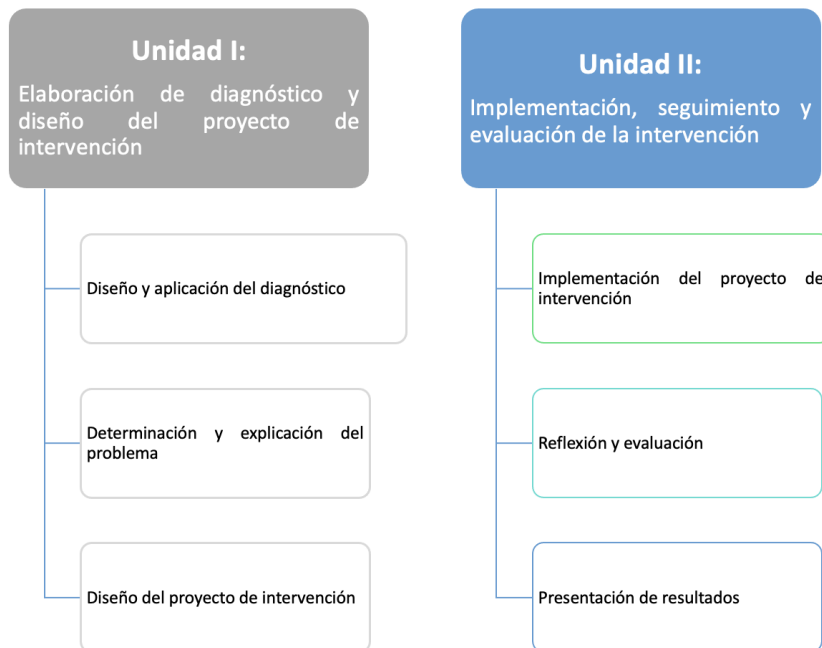 Unidad I:
Elaboración de diagnóstico y
diseño del proyecto de
intervención
Diseño y aplicación del diagnóstico
Determinación y explicación del
problema
Diseño del proyecto de intervención
Unidad II:
Implementación, seguimiento y
evaluación de la intervención
Implementación del proyecto de
intervención
Reflexión y evaluación
Presentación de resultados